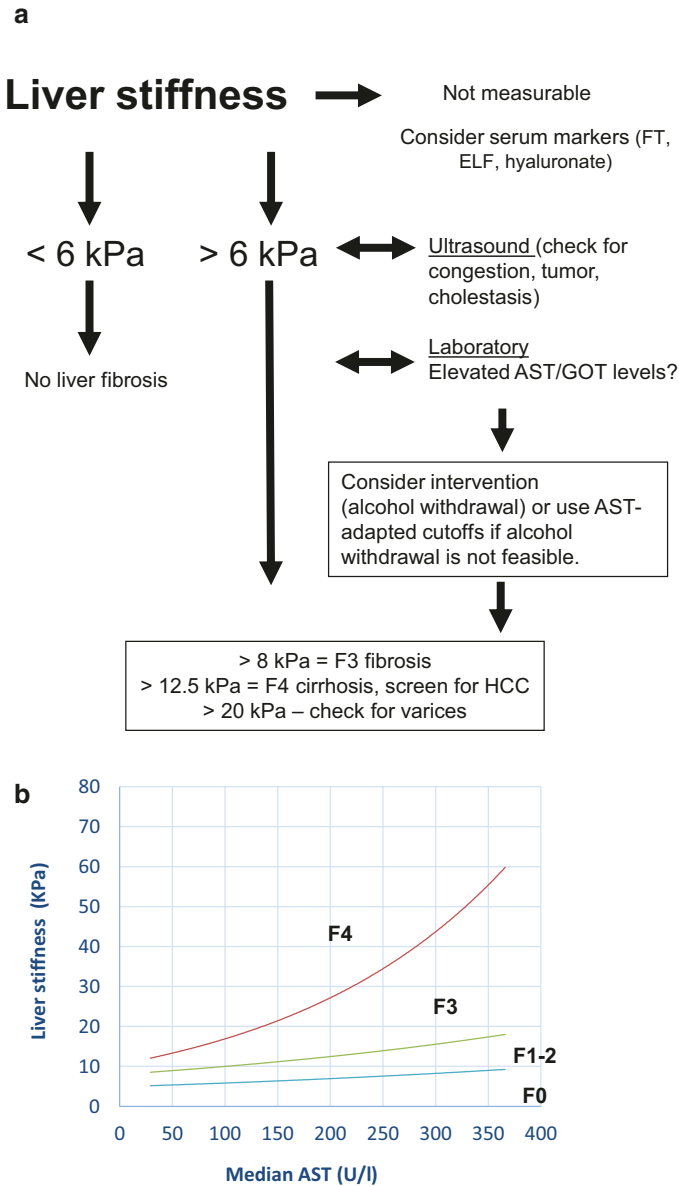 a
Liver stiffness
Not measurable
Consider serum markers (FT,
ELF, hyaluronate)
< 6 kPa
> 6 kPa
Ultrasound (check for
congestion, tumor,
cholestasis)
No liver fibrosis
Laboratory
Elevated AST/GOT levels?
Consider intervention
(alcohol withdrawal) or use AST-
adapted cutoffs if alcohol
withdrawal is not feasible.
> 8 kPa = F3 fibrosis
> 12.5 kPa = F4 cirrhosis, screen for HCC
> 20 kPa – check for varices
b
Liver stiffness (KPa)
80
70
60
50
40
30
20
10
0
F4
F3
F1-2
F0
0 50 100 150 200 250 300 350 400
Median AST (U/l)